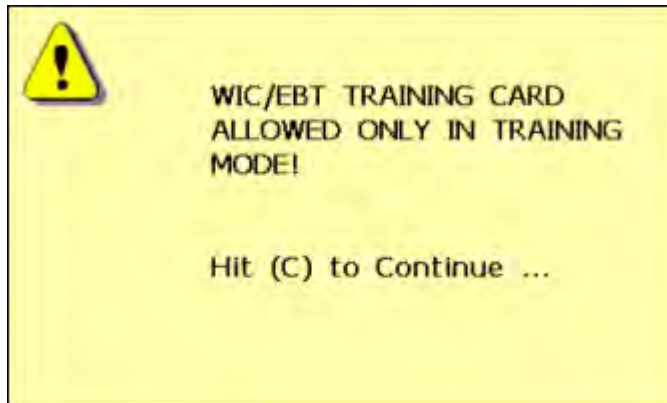 WIC/EBT TRAINING CARD
ALLOWED ONLY IN TRAINING
MODE!
Hit (C) to Continue ...